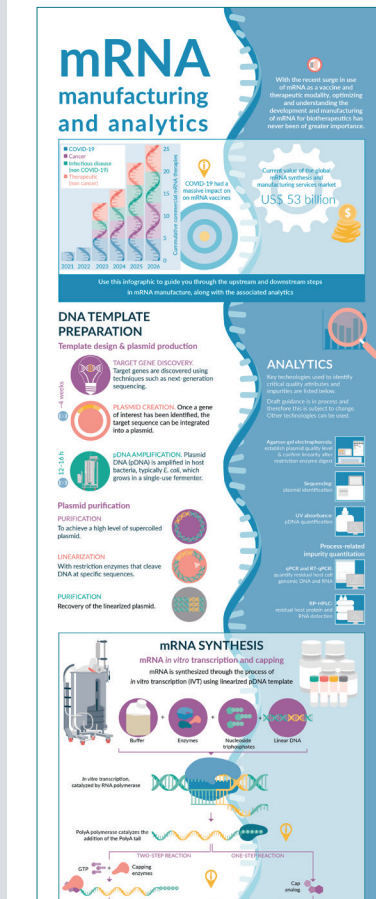 mRNA
manufacturing
and analytics
With the recent surge in use
of mRNA as a vaccine and
therapeutic modality, optimizing
and understanding the
development and manufacturing
of mRNA for biotherapeutics has
never been of greater importance.
COVID-19
Cancer
Infectious disease
(non COVID-19)
Therapeutic
(non cancer)
25
20
15
10
5
0
Cummulative commercial mRNA therapies
2021 2022 2023 2024 2025 2026
COVID-19 had a
massive impact on
on mRNA vaccines
Current value of the global
mRNA synthesis and
manufacturing services market
US$ 53 billion
Use this infographic to guide you through the upstream and downstream steps
in mRNA manufacture, along with the associated analytics
DNA TEMPLATE
PREPARATION
Template design & plasmid production
TARGET GENE DISCOVERY.
Target genes are discovered using
techniques such as next-generation
sequencing.
~4 weeks
PLASMID CREATION. Once a gene
of interest has been identified, the
target sequence can be integrated
into a plasmid.
12–16 h
pDNA AMPLIFICATION. Plasmid
DNA (pDNA) is amplified in host
bacteria, typically E. coli, which
grows in a single-use fermenter.
Plasmid purification
PURIFICATION
To achieve a high level of supercoiled
plasmid.
LINEARIZATION
With restriction enzymes that cleave
DNA at specific sequences.
PURIFICATION
Recovery of the linearized plasmid.
ANALYTICS
Key technologies used to identify
critical quality attributes and
impurities are listed below.
Draft guidance is in process and
therefore this is subject to change.
Other technologies can be used.
Agarose gel electrophoresis:
establish plasmid quality level
& confirm linearity after
restriction enzyme digest
Sequencing:
plasmid identification
UV absorbance:
pDNA quantification
Process-related
impurity quantitation
qPCR and RT-qPCR:
quantify residual host cell
genomic DNA and RNA
RP-HPLC:
residual host protein and
RNA detection
mRNA SYNTHESIS
mRNA in vitro transcription and capping
mRNA is synthesized through the process of
in vitro transcription (IVT) using linearized pDNA template
Buffer
+
Enzymes
+
Nucleoside
triphosphates
+
Linear DNA
In vitro transcription,
catalyzed by RNA polymerase
PolyA polymerase catalyzes the
addition of the PolyA tail
TWO-STEP REACTION
ONE-STEP REACTION
GTP
+
Capping
enzymes
Cap
analog